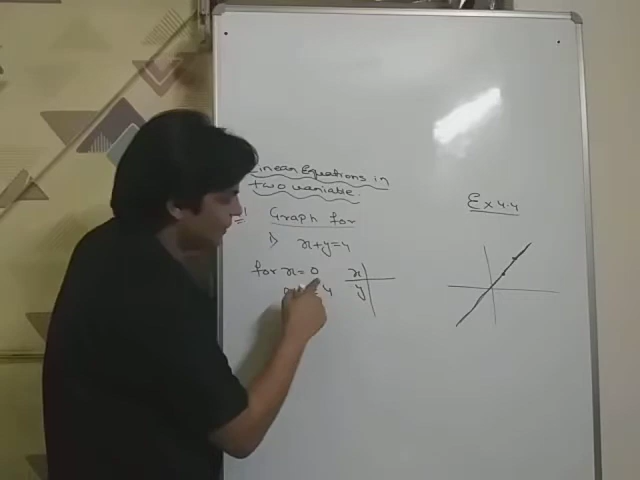 Linear Equations in
two variable.
Graph for
1) x+y=4
for x=0
= 4
x
y
Ex 4.4